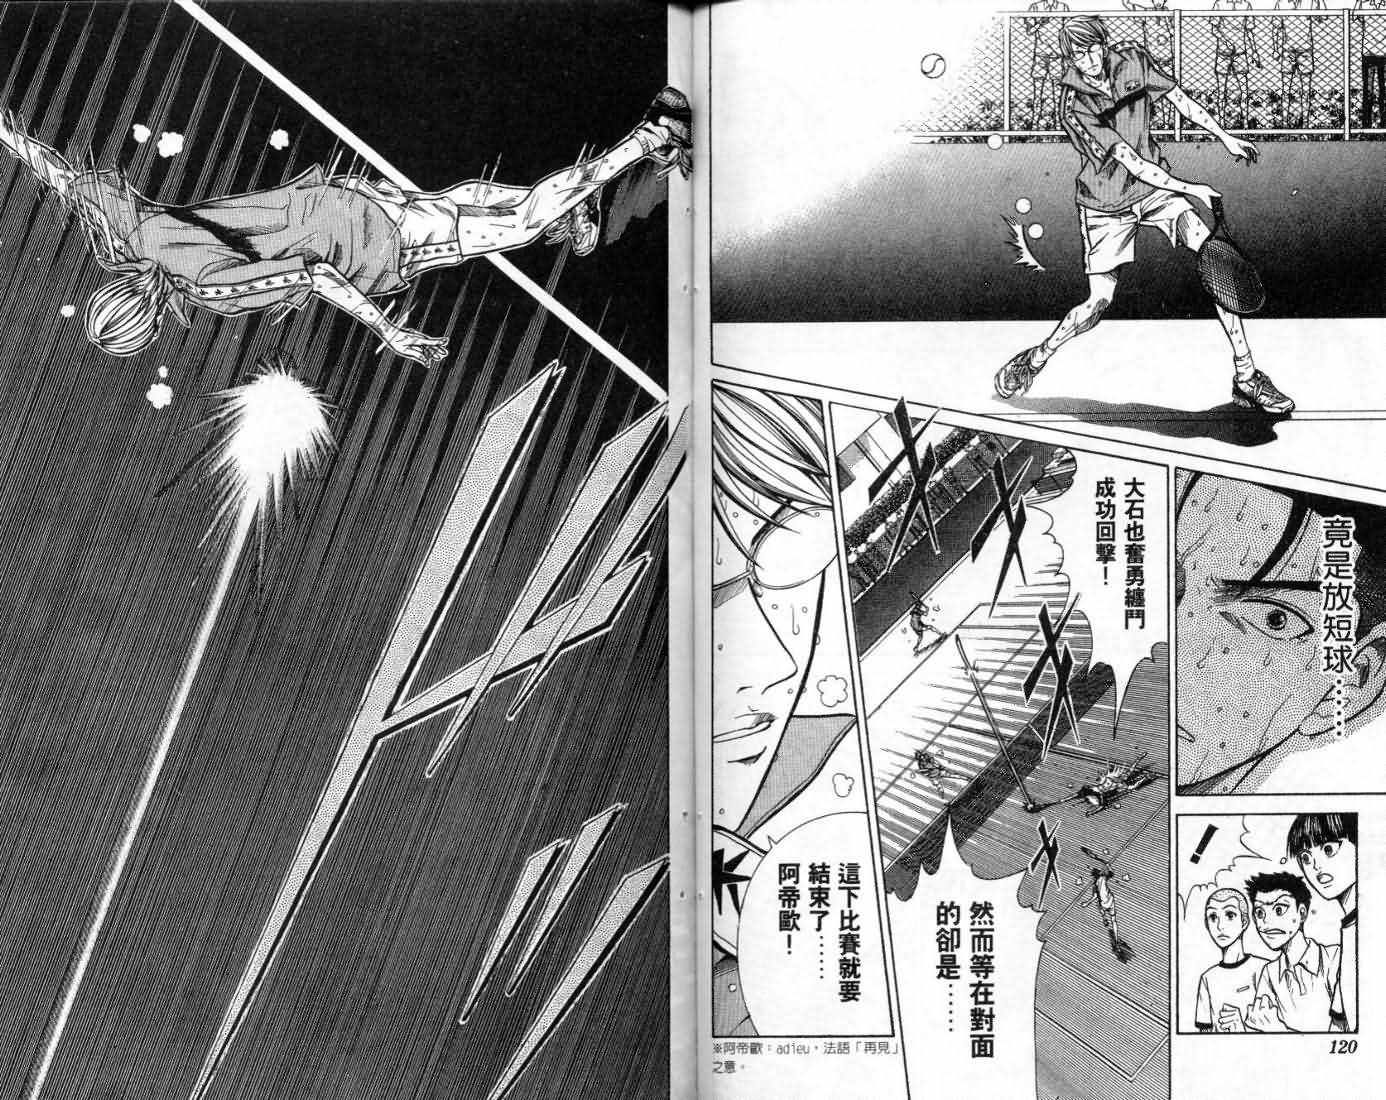 竟是放短球……
大石也奮勇纏鬥
成功回擊！
然而等在對面
的卻是……
這下比賽就要
結束了……
阿帝歐！
！
※阿帝歐：adieu，法語「再見」
之意。
120